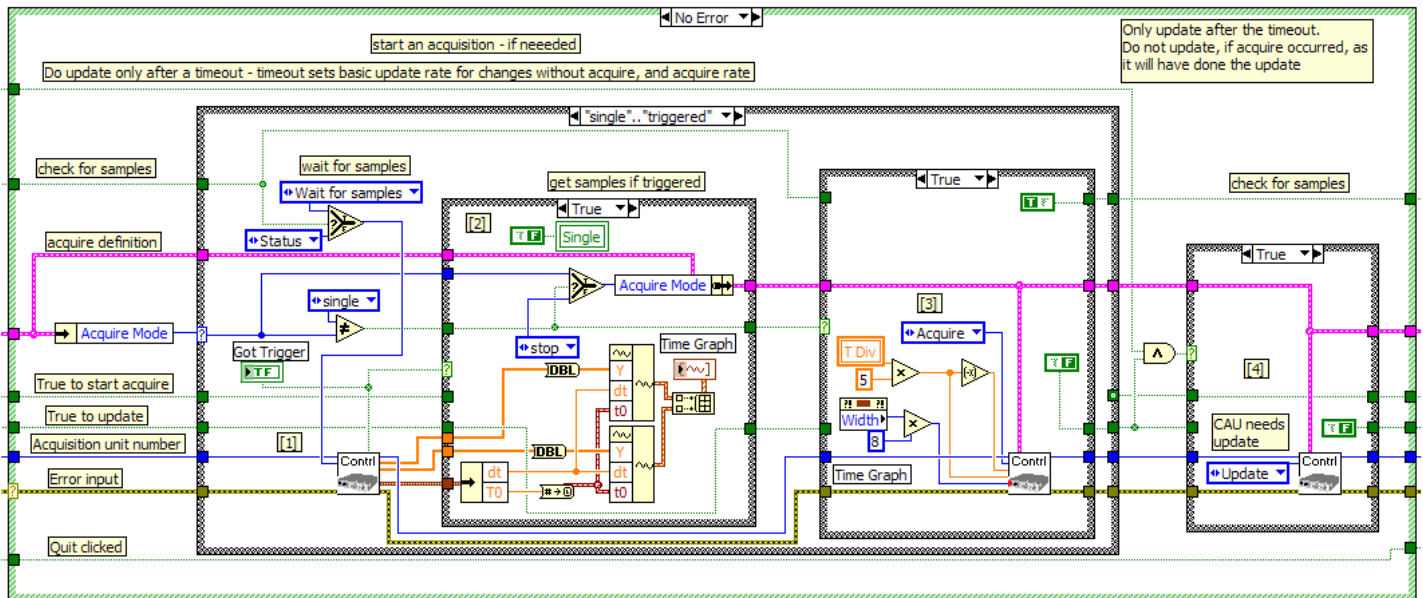 No Error
start an acquisition - if neeeded
Only update after the timeout.
Do not update, if acquire occurred, as
it will have done the update
Do update only after a timeout - timeout sets basic update rate for changes without acquire, and acquire rate
"single".."triggered"
check for samples
wait for samples
Wait for samples
get samples if triggered
True
True
check for samples
[2]
F
Single
T
Status
acquire definition
True
Acquire Mode
single
[3]
Acquire
Acquire Mode
≠
stop
Time Graph
T Div
5
x
(-x)
Got Trigger
TF
DBL
Y
dt
t0
[4]
True to start acquire
True to update
Acquisition unit number
[1]
Width
8
x
F
F
CAU needs
update
Contrl
DBL
Y
dt
t0
dt
T0
#
Time Graph
Contrl
Update
Contrl
Error input
Quit clicked